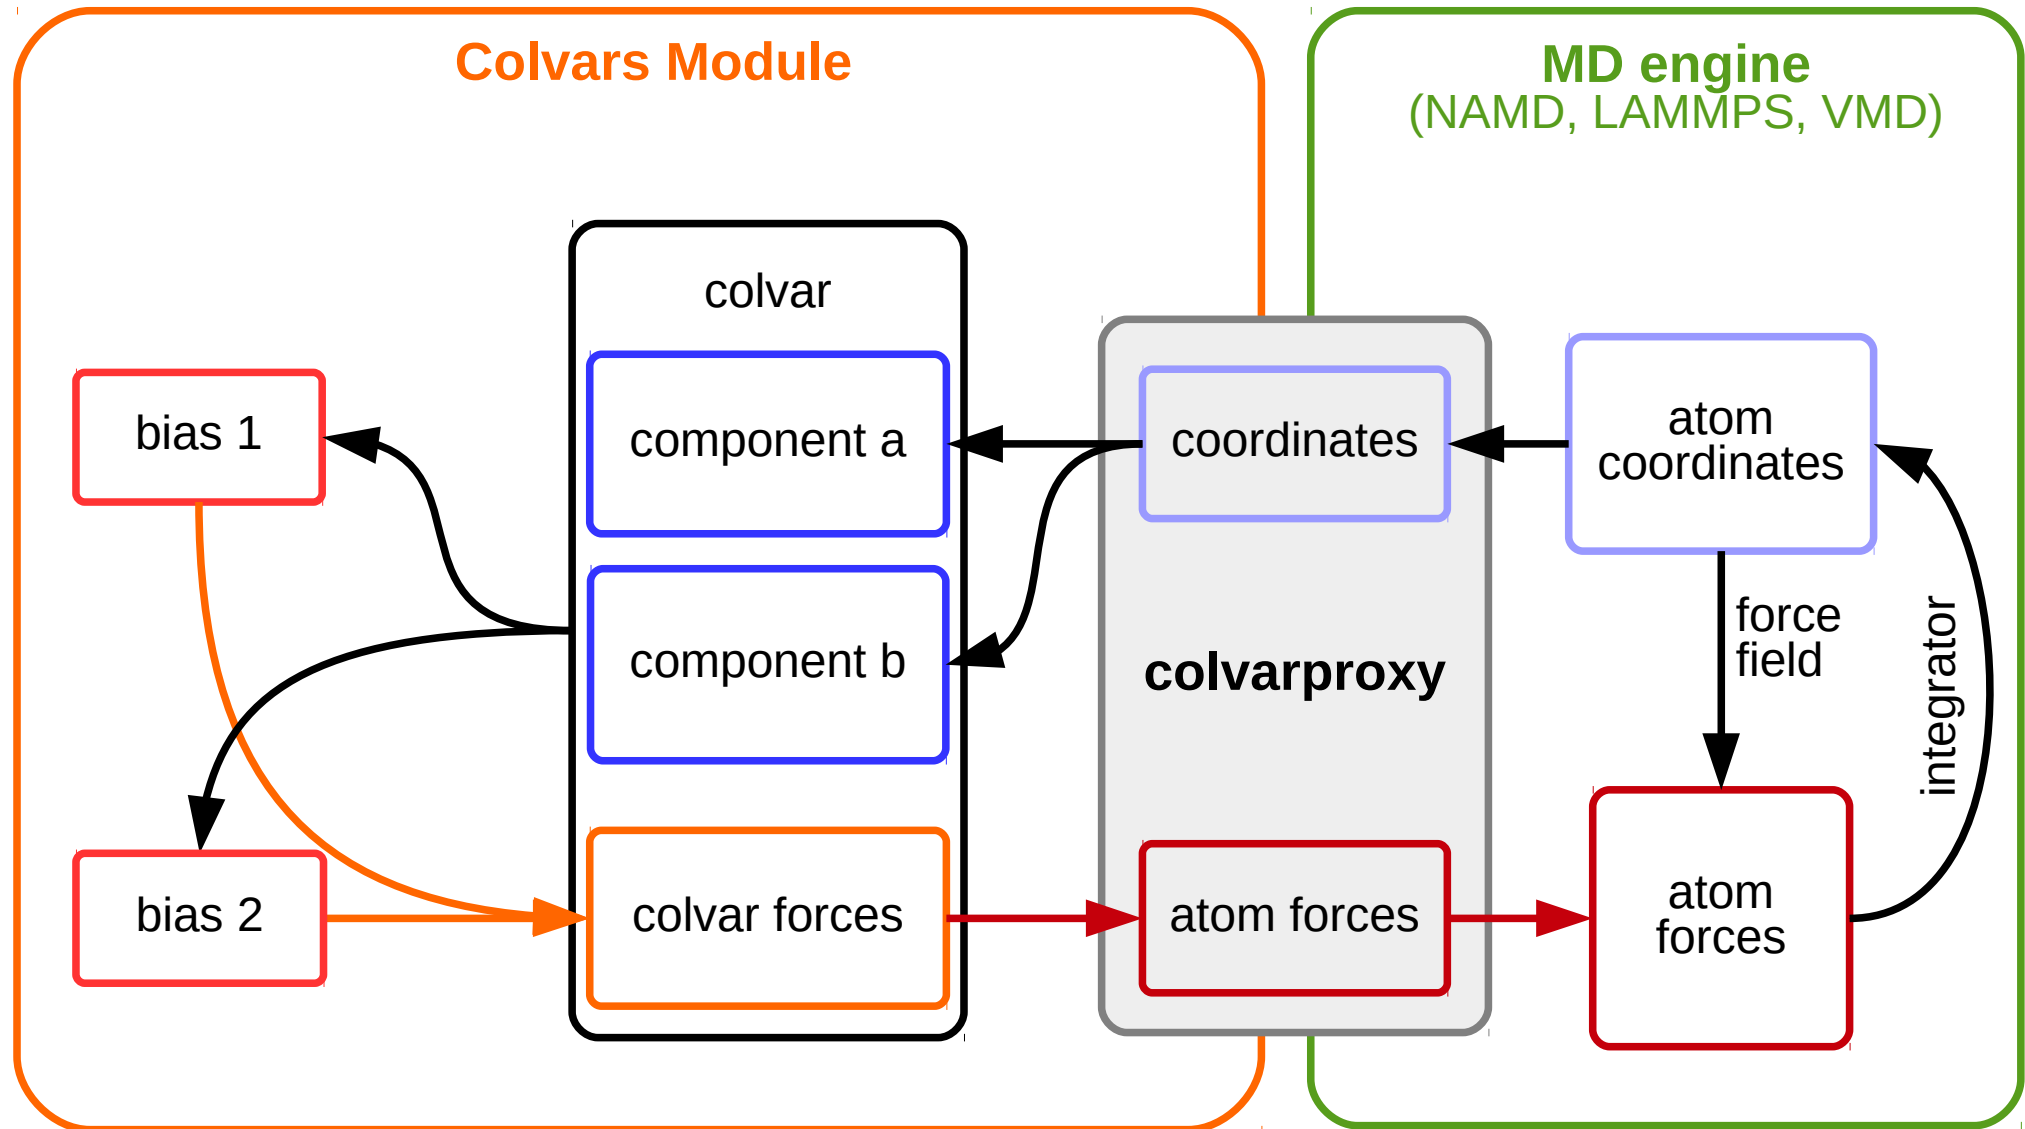 Colvars Module
MD engine
(NAMD, LAMMPS, VMD)
colvar
bias 1
component a
coordinates
atom
coordinates
component b
colvarproxy
force
field
integrator
bias 2
colvar forces
atom forces
atom
forces